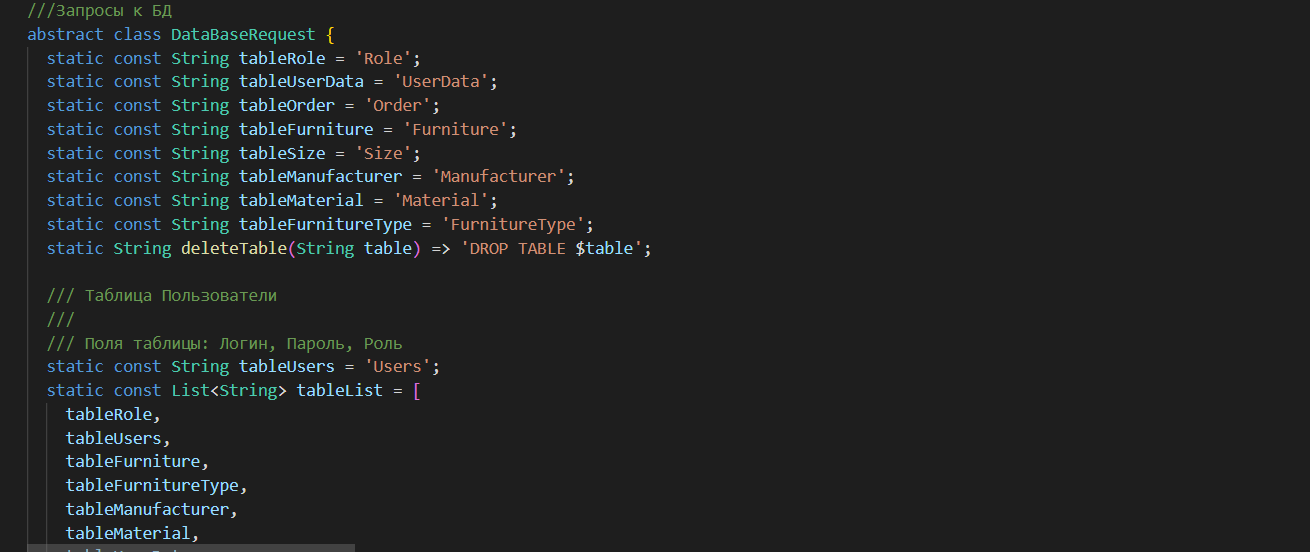 ///Запросы к БД
abstract class DataBaseRequest {
static const String tableRole = 'Role';
static const String tableUserData = 'UserData';
static const String tableOrder = 'Order';
static const String tableFurniture = 'Furniture';
static const String tableSize = 'Size';
static const String tableManufacturer = 'Manufacturer';
static const String tableMaterial = 'Material';
static const String tableFurnitureType = 'FurnitureType';
static String deleteTable(String table) => 'DROP TABLE $table';
/// Таблица Пользователи
///
/// Поля таблицы: Логин, Пароль, Роль
static const String tableUsers = 'Users';
static const List<String> tableList = [
tableRole,
tableUsers,
tableFurniture,
tableFurnitureType,
tableManufacturer,
tableMaterial,